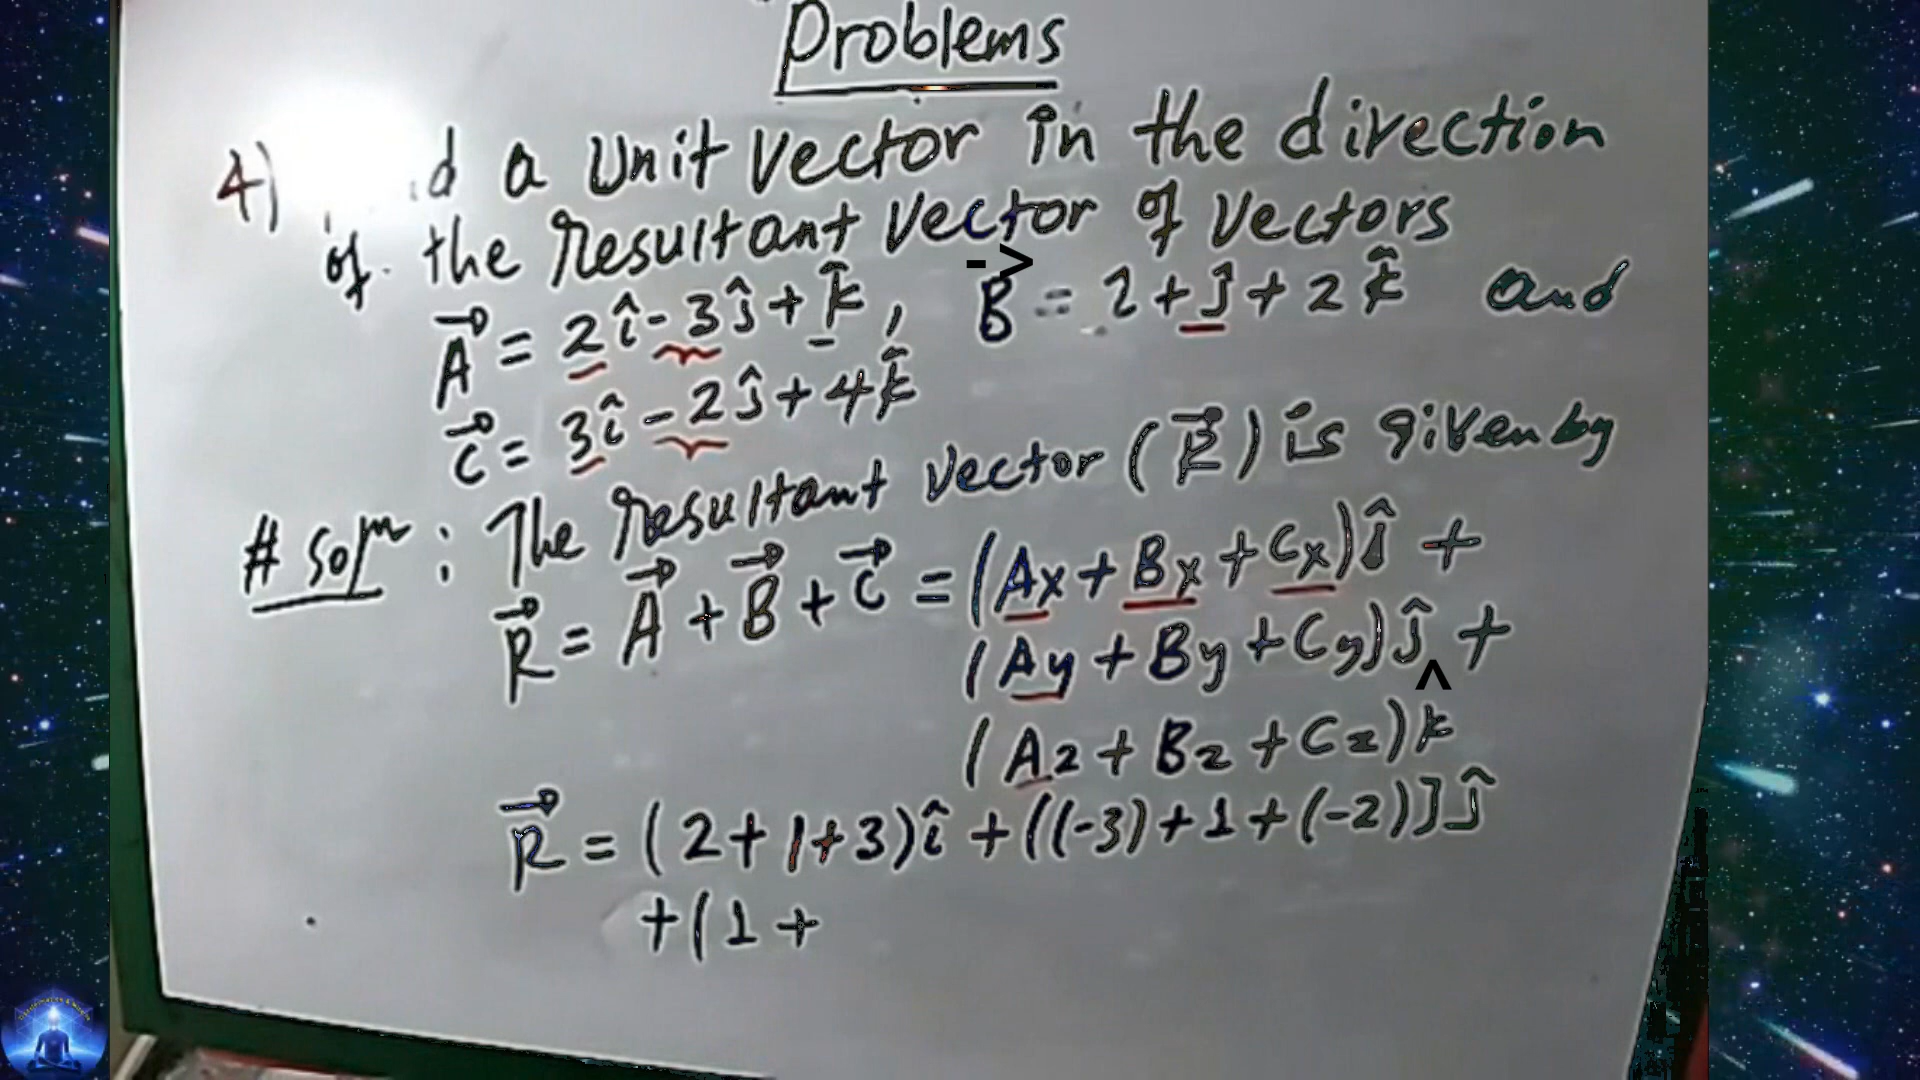 Problems
4) d a Unit Vector in the direction
of the resultant Vector of Vectors
->
A⃗ = 2î - 3ĵ + k̂, B = 2 + ĵ + 2k̂ and
C⃗ = 3î - 2ĵ + 4k̂
# Solⁿ : The resultant Vector (R⃗) is given by
R⃗ = A⃗ + B⃗ + C⃗ = (Ax + Bx + Cx)î +
(Ay + By + Cy)ĵ +
^
(Az + Bz + Cz)k
R⃗ = (2+1+3)î + ((-3)+1+(-2)]ĵ
+(1 +